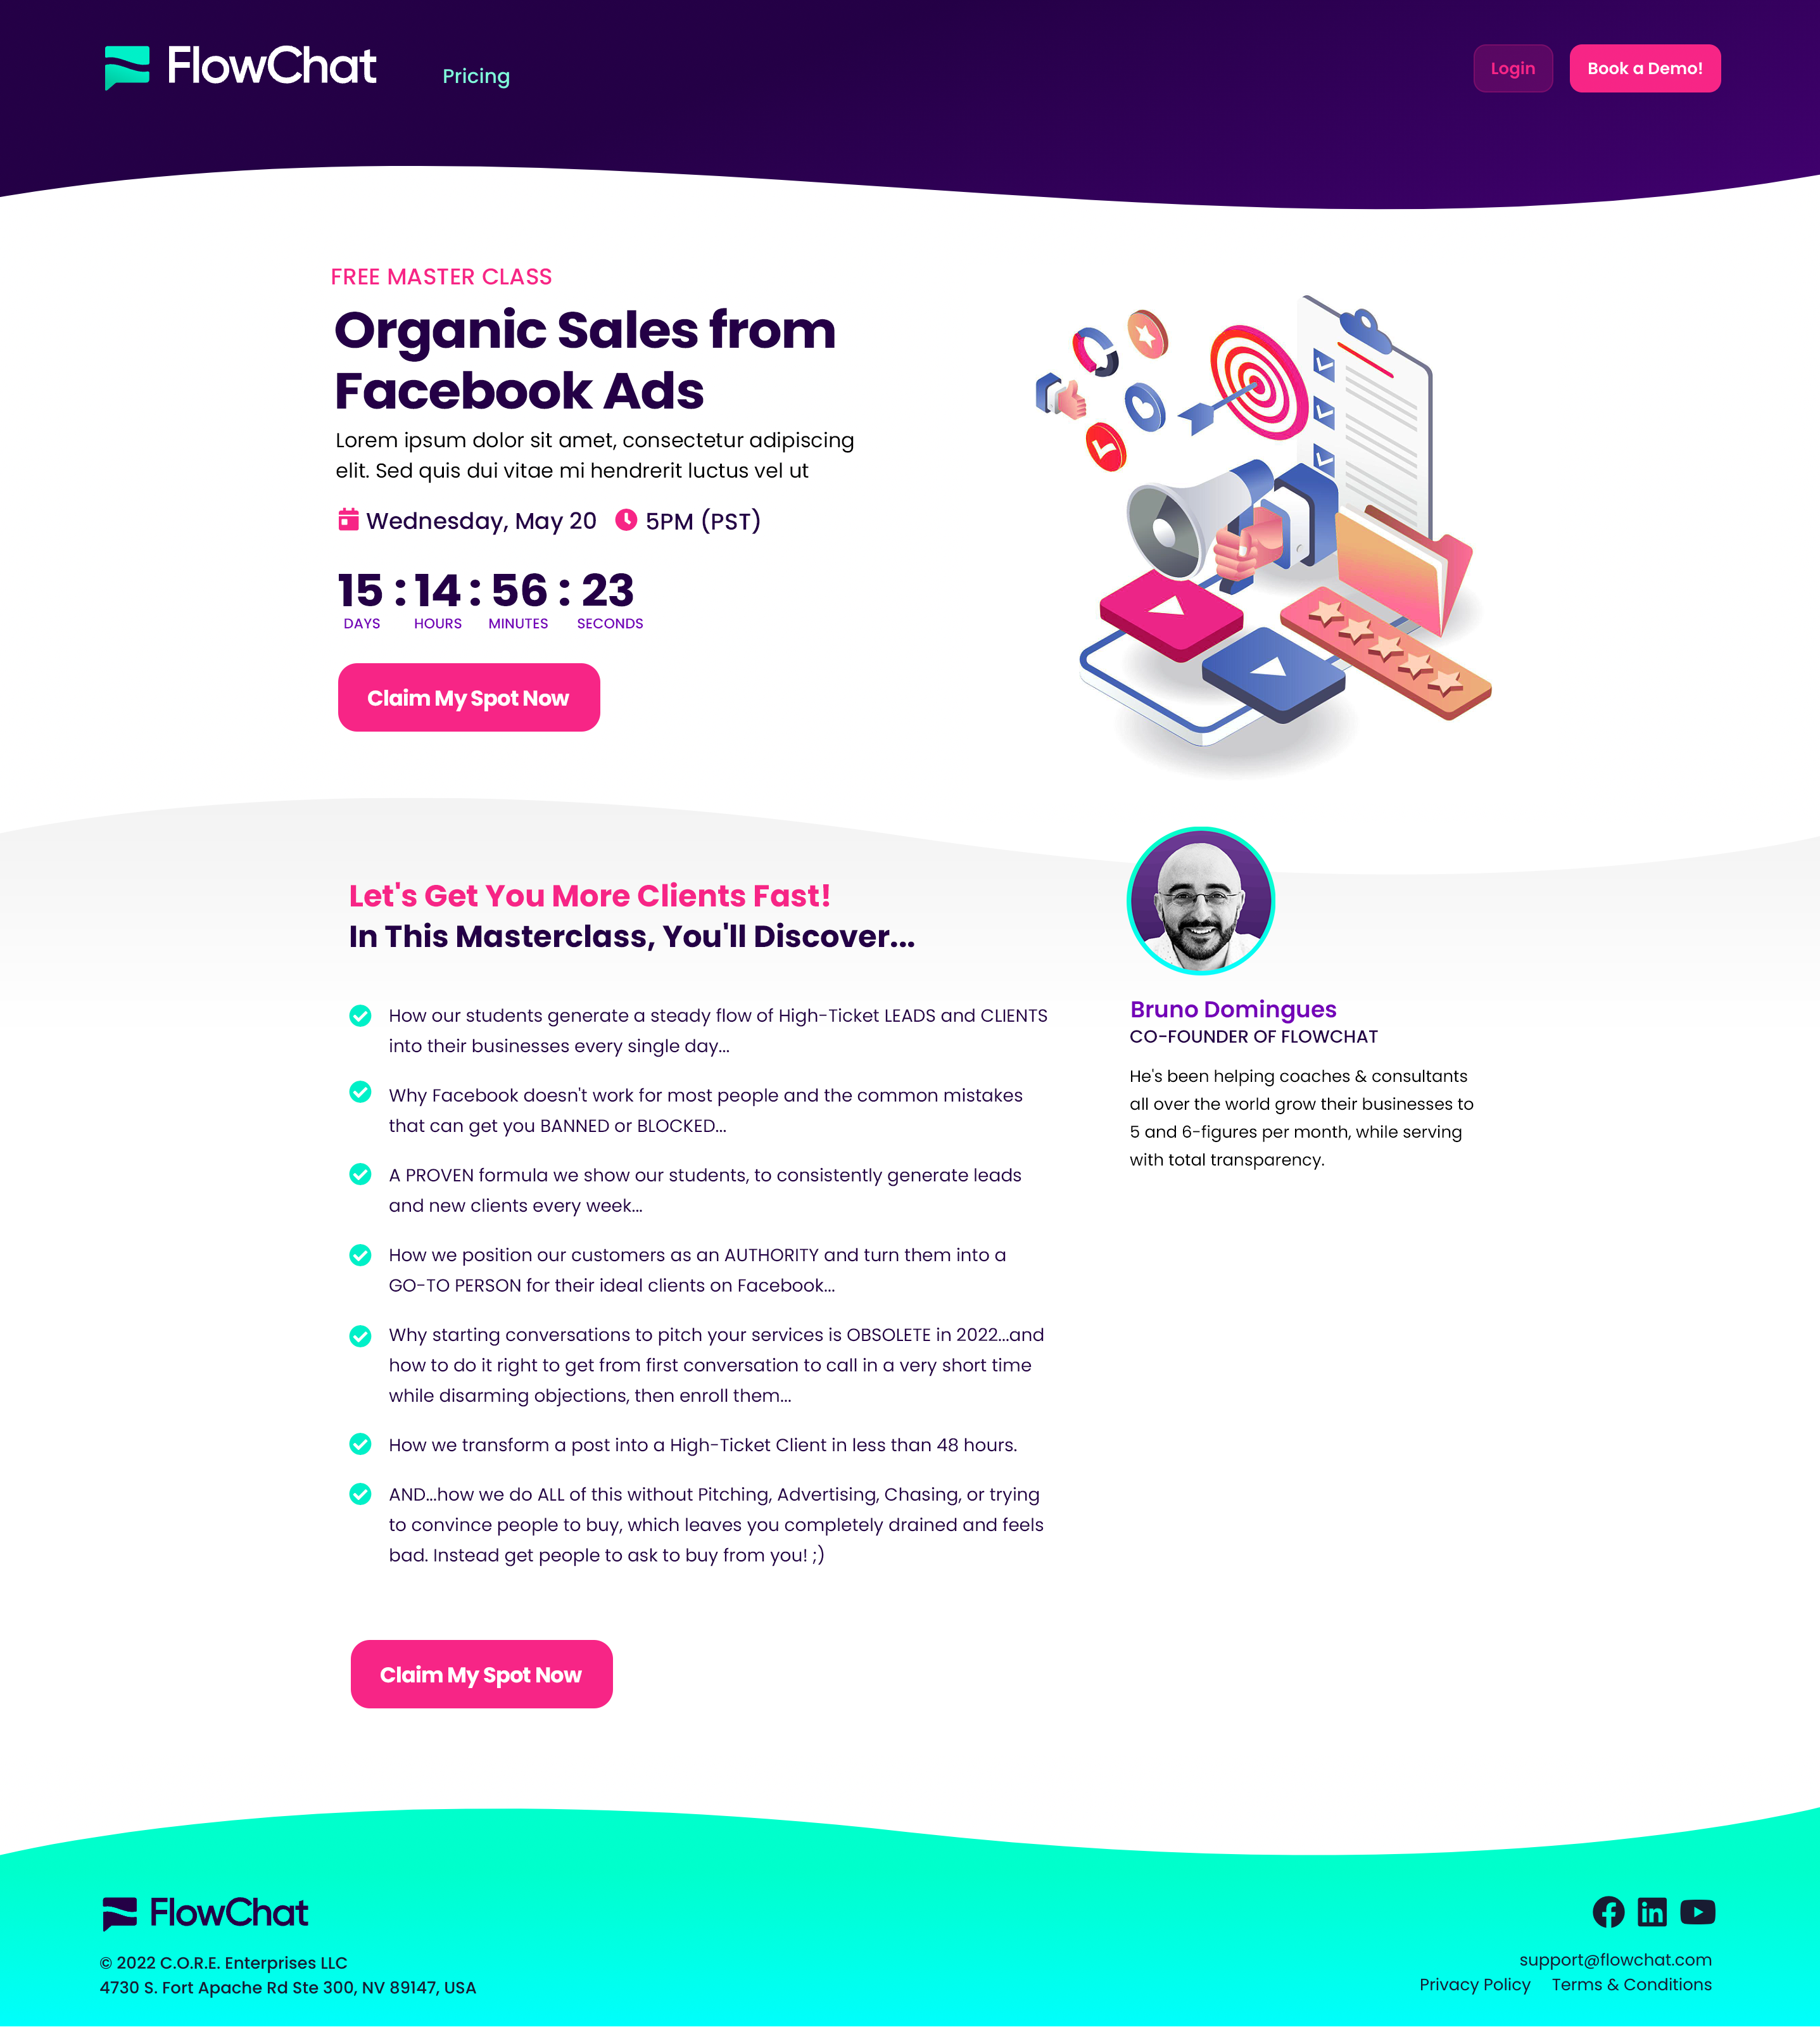 FlowChat
Pricing
Login
Book a Demo!
FREE MASTER CLASS
Organic Sales from
Facebook Ads
Lorem ipsum dolor sit amet, consectetur adipiscing
elit. Sed quis dui vitae mi hendrerit luctus vel ut
Wednesday, May 20
5PM (PST)
15 : 14 : 56 : 23
DAYS HOURS MINUTES SECONDS
Claim My Spot Now
Let's Get You More Clients Fast!
In This Masterclass, You'll Discover...
How our students generate a steady flow of High-Ticket LEADS and CLIENTS
into their businesses every single day...
Why Facebook doesn't work for most people and the common mistakes
that can get you BANNED or BLOCKED...
A PROVEN formula we show our students, to consistently generate leads
and new clients every week...
How we position our customers as an AUTHORITY and turn them into a
GO-TO PERSON for their ideal clients on Facebook...
Why starting conversations to pitch your services is OBSOLETE in 2022...and
how to do it right to get from first conversation to call in a very short time
while disarming objections, then enroll them...
How we transform a post into a High-Ticket Client in less than 48 hours.
AND...how we do ALL of this without Pitching, Advertising, Chasing, or trying
to convince people to buy, which leaves you completely drained and feels
bad. Instead get people to ask to buy from you! ;)
Claim My Spot Now
Bruno Domingues
CO-FOUNDER OF FLOWCHAT
He's been helping coaches & consultants
all over the world grow their businesses to
5 and 6-figures per month, while serving
with total transparency.
FlowChat
© 2022 C.O.R.E. Enterprises LLC
4730 S. Fort Apache Rd Ste 300, NV 89147, USA
support@flowchat.com
Privacy Policy
Terms & Conditions